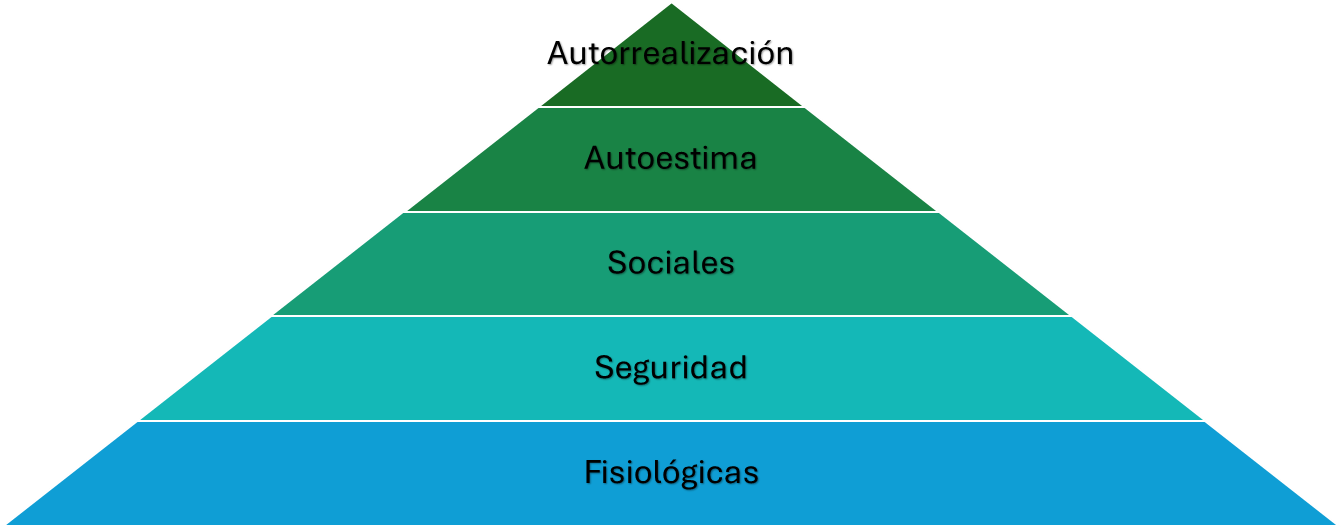 Autorrealización
Autoestima
Sociales
Seguridad
Fisiológicas